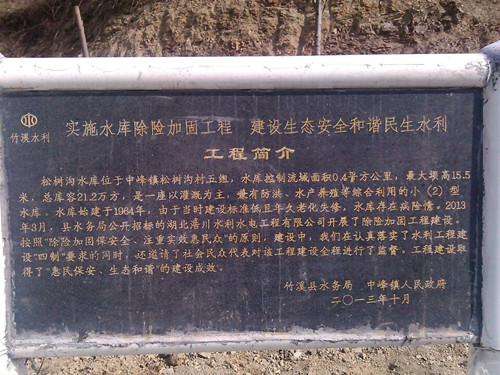 竹溪水利
实施水库除险加固工程 建设生态安全和谐民生水利
工程简介
松树沟水库位于中峰镇松树沟村五组，水库控制流域面积0.4平方公里，最大坝高15.5
米，总库容21.2万方，是一座以灌溉为主，兼有防洪、水产养殖等综合利用的小（2）型
水库。水库始建于1964年，由于当时建设标准低且年久老化失修，水库存在病险情。2013
年3月，县水务局公开招标的湖北浩川水利水电工程有限公司开展了除险加固工程建设。
按照“除险加固保安全、注重实效惠民众”的原则，建设中，我们在认真落实了水利工程建
设“四制”要求的同时，还邀请了社会民众代表对该工程建设全程进行了监督，工程建设取
得了“惠民保安、生态和谐”的建设成效。
竹溪县水务局 中峰镇人民政府
二〇一三年十月